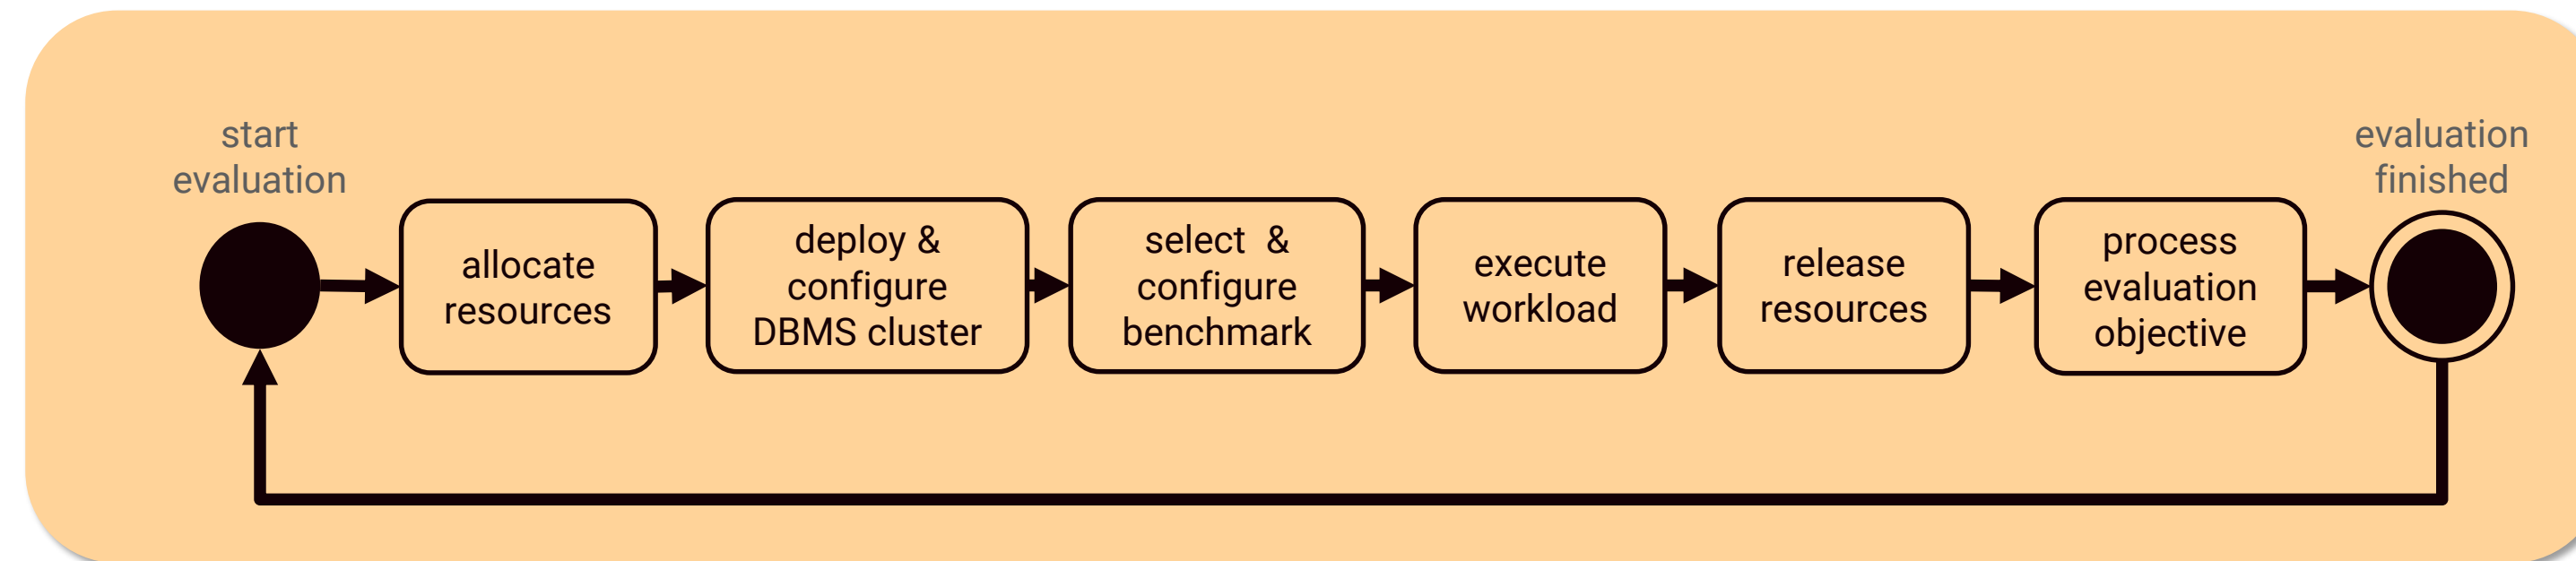 start
evaluation
allocate
resources
deploy &
configure
DBMS cluster
select  &
configure
benchmark
execute
workload
release
resources
process
evaluation
objective
evaluation
finished